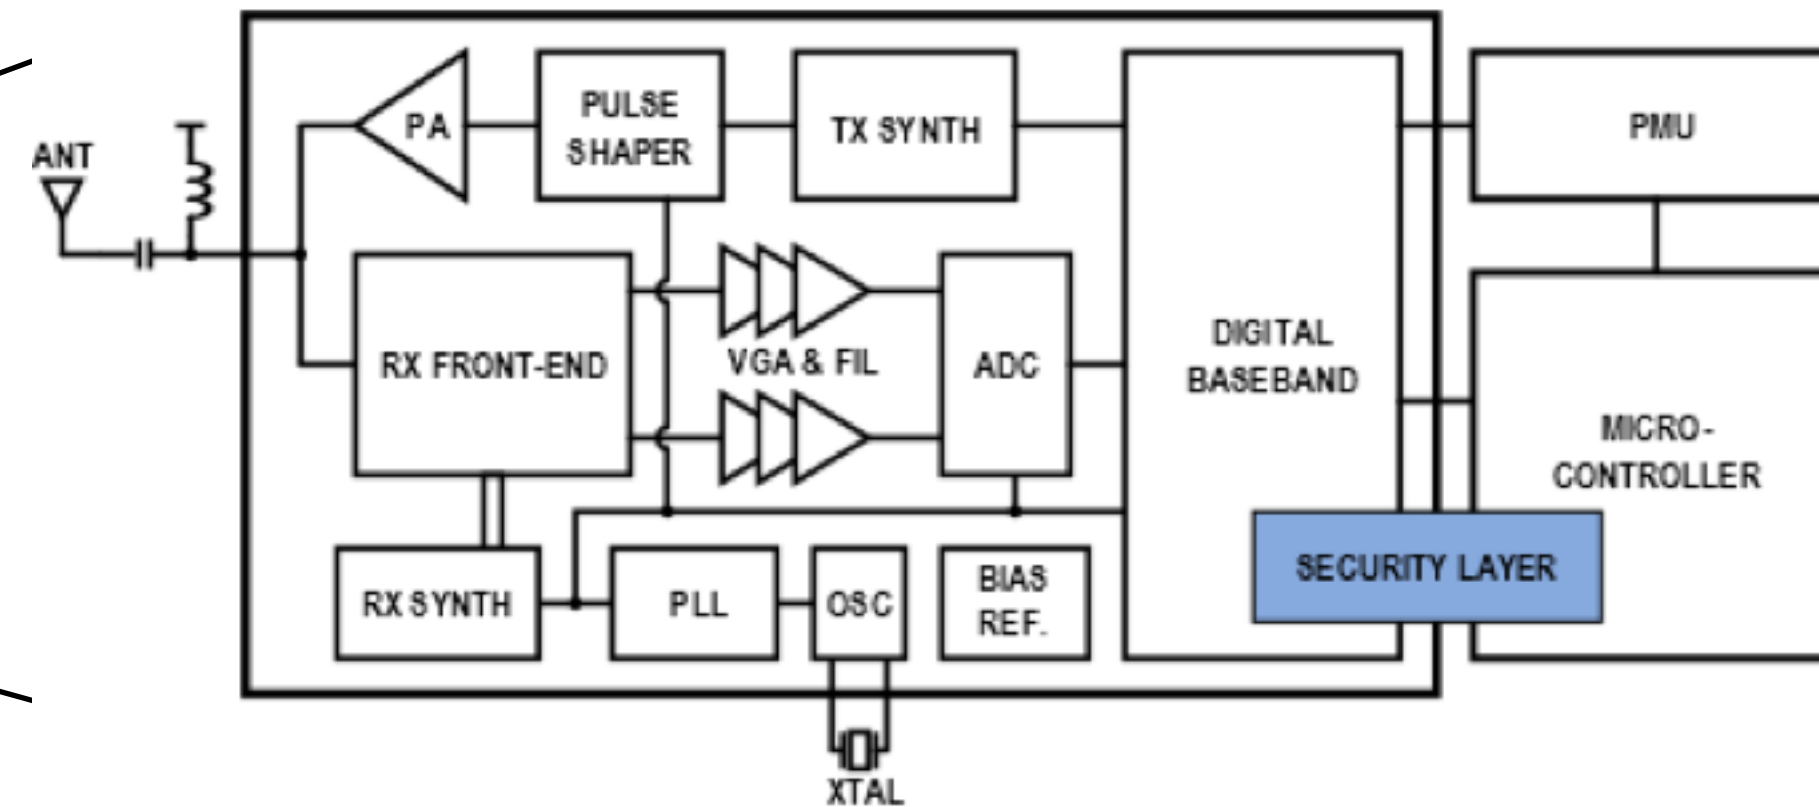 ANT
PA
PULSE
SHAPER
TX SYNTH
PMU
RX FRONT-END
VGA & FIL
ADC
DIGITAL
BASEBAND
MICRO-
CONTROLLER
SECURITY LAYER
RX SYNTH
PLL
OSC
BIAS
REF.
XTAL